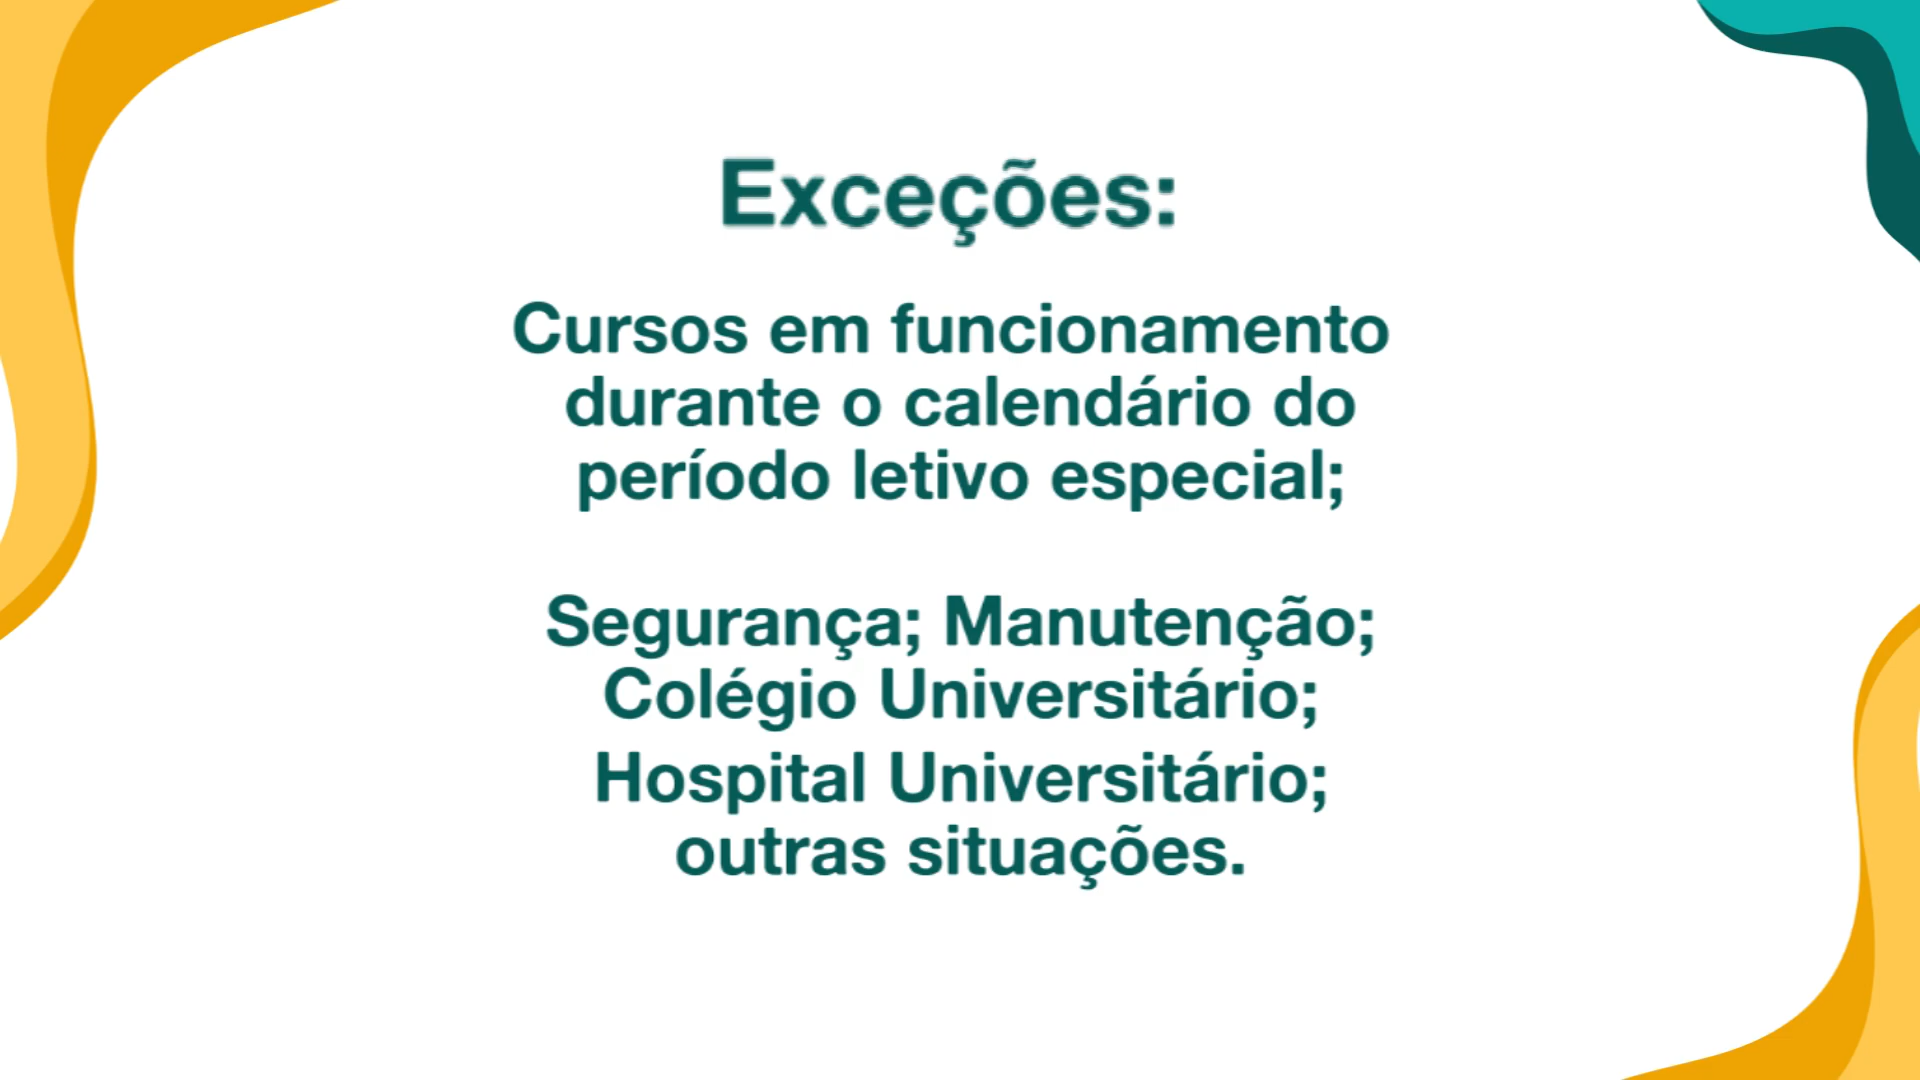 Exceções:
Cursos em funcionamento
durante o calendário do
período letivo especial;
Segurança; Manutenção;
Colégio Universitário;
Hospital Universitário;
outras situações.